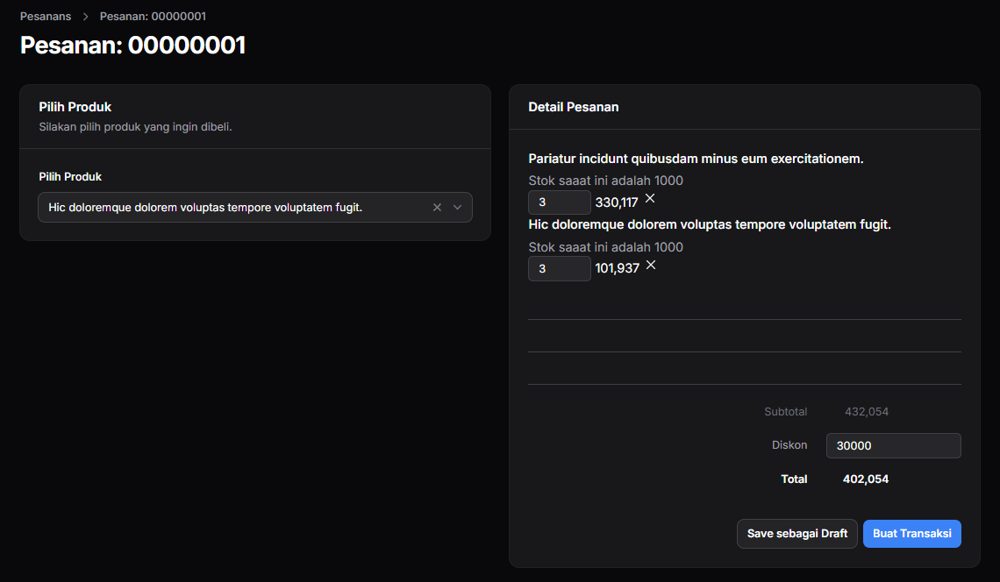 Pesanans > Pesanan: 00000001
Pesanan: 00000001
Pilih Produk
Silakan pilih produk yang ingin dibeli.
Pilih Produk
Hic doloremque dolorem voluptas tempore voluptatem fugit.
Detail Pesanan
Pariatur incidunt quibusdam minus eum exercitationem.
Stok saaat ini adalah 1000
3 330,117
Hic doloremque dolorem voluptas tempore voluptatem fugit.
Stok saaat ini adalah 1000
3 101,937
Subtotal 432,054
Diskon 30000
Total 402,054
Save sebagai Draft Buat Transaksi